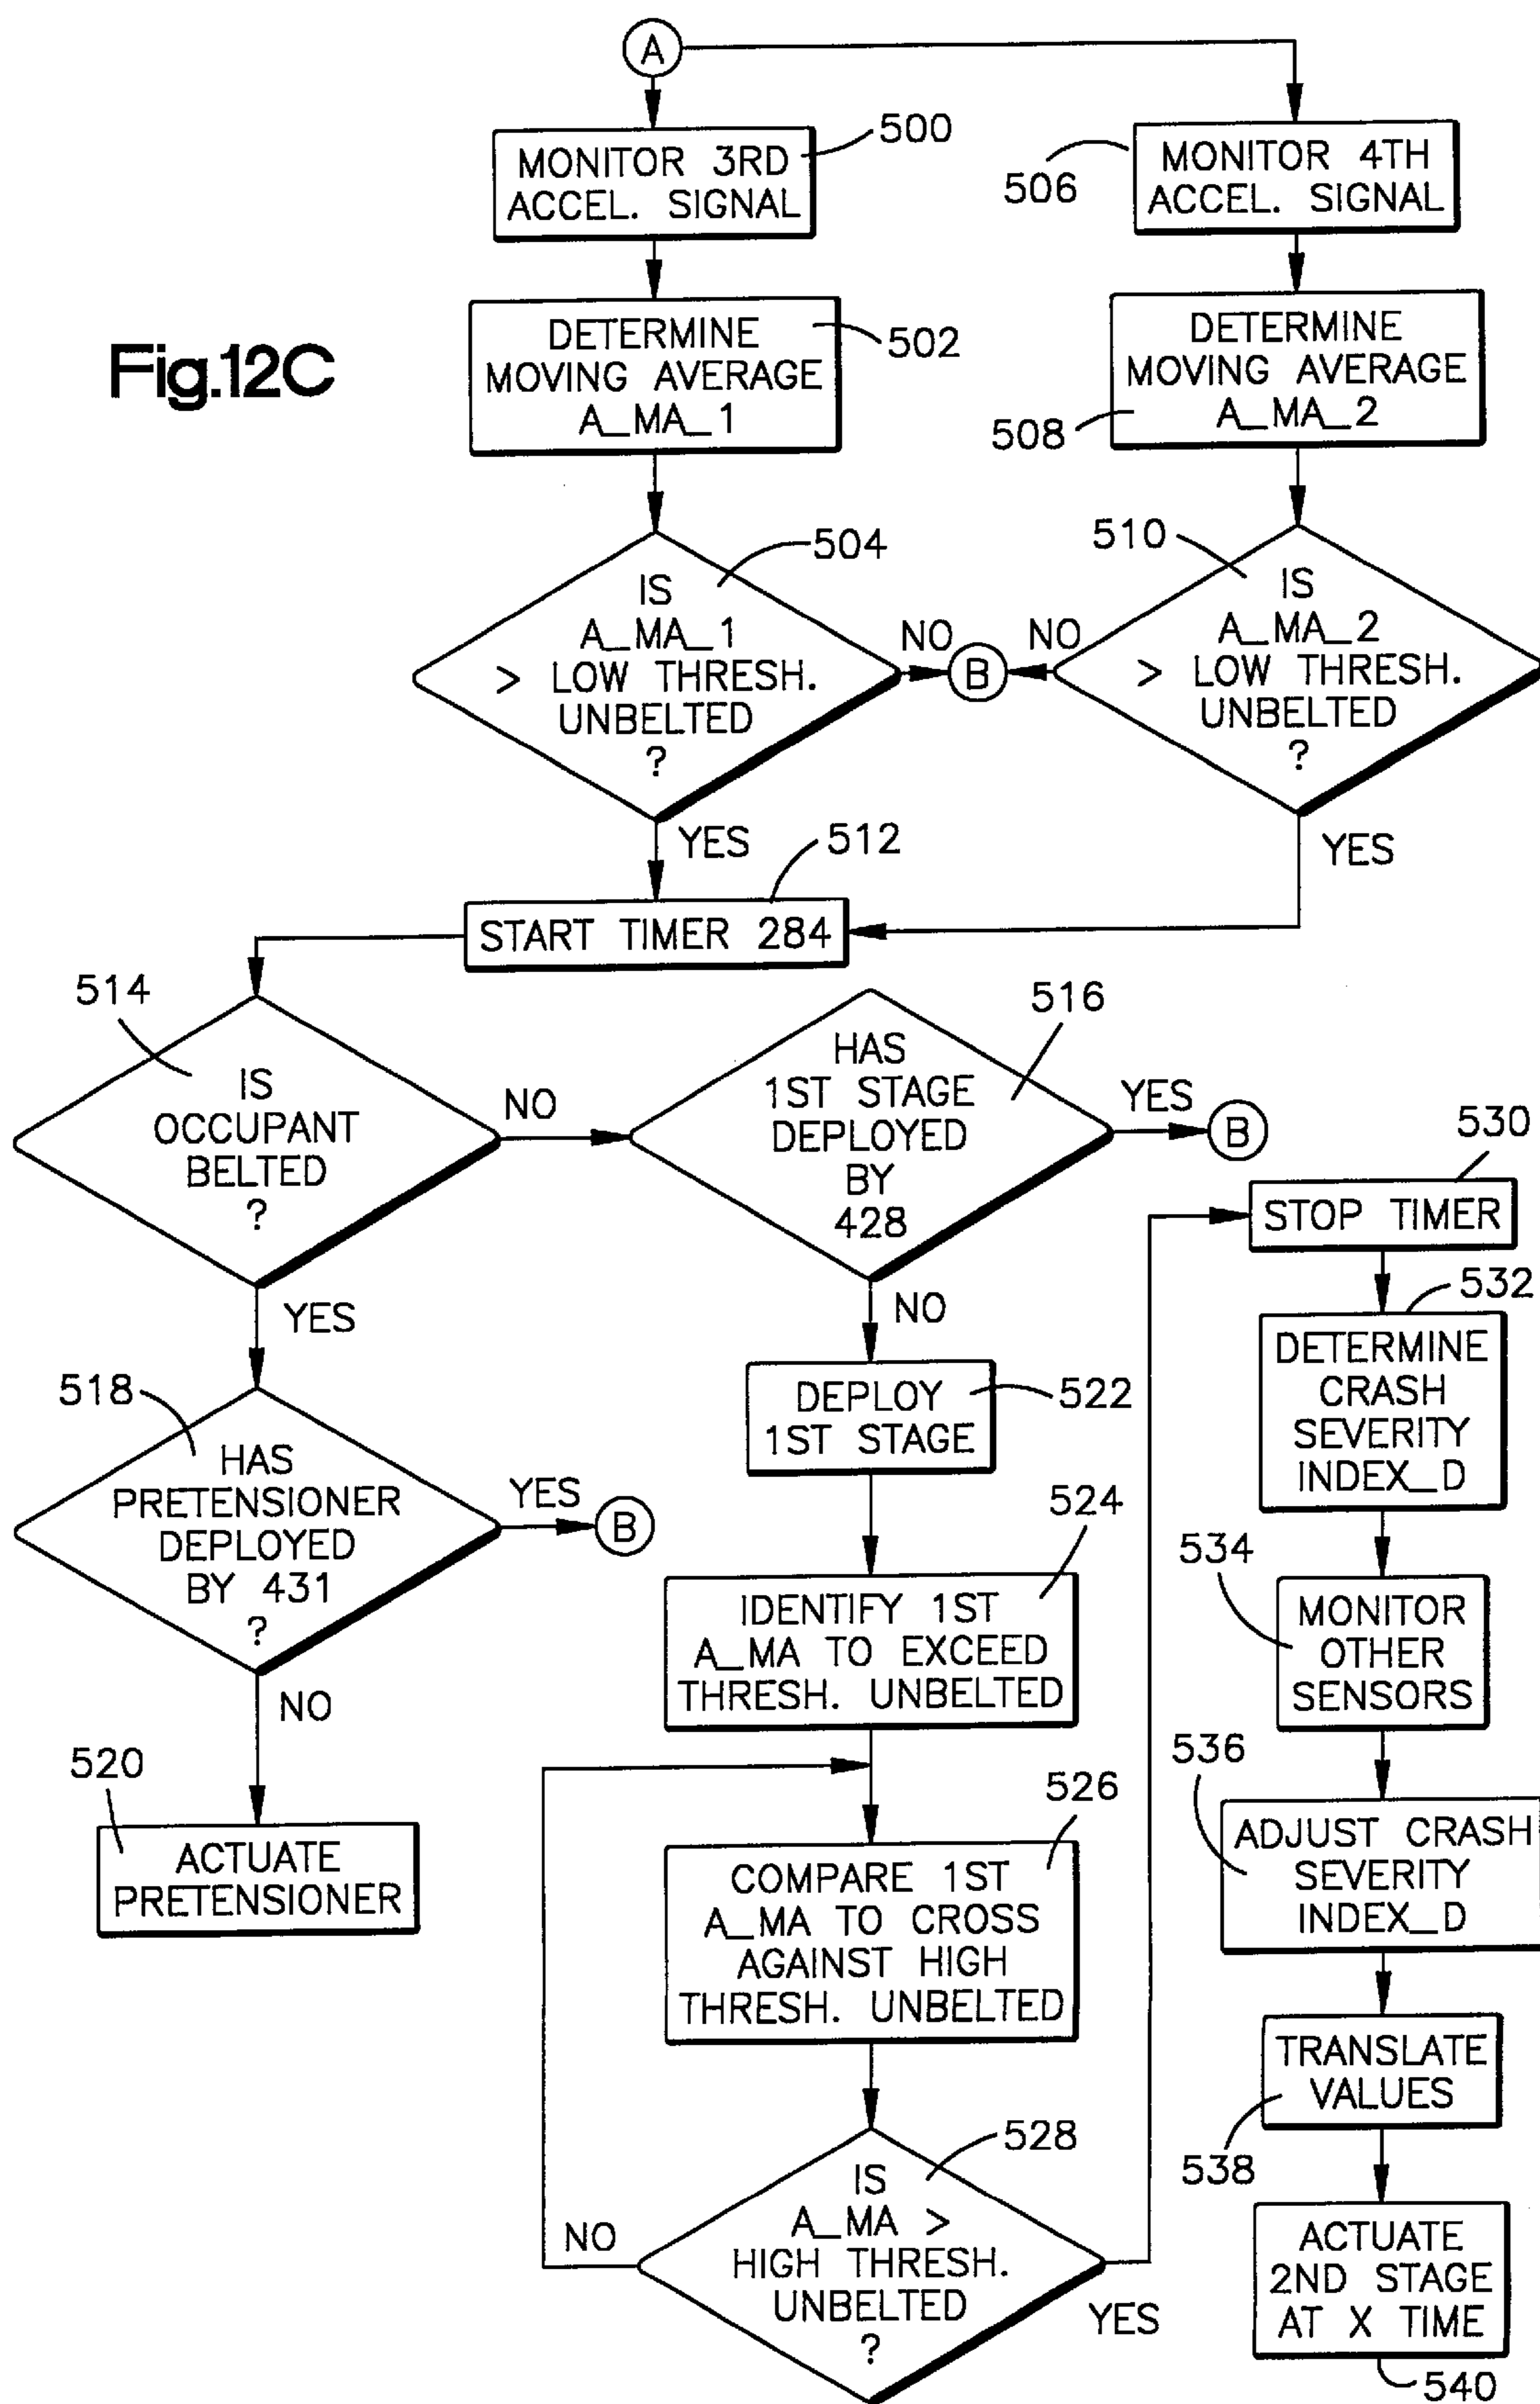 A
500
MONITOR 3RD
ACCEL. SIGNAL
506
MONITOR 4TH
ACCEL. SIGNAL
Fig.12C
502
DETERMINE
MOVING AVERAGE
A_MA_1
508
DETERMINE
MOVING AVERAGE
A_MA_2
504
IS
A_MA_1
> LOW THRESH.
UNBELTED
?
NO
B
NO
510
IS
A_MA_2
> LOW THRESH.
UNBELTED
?
YES
512
YES
START TIMER 284
514
IS
OCCUPANT
BELTED
?
NO
516
HAS
1ST STAGE
DEPLOYED
BY
428
YES
B
530
STOP TIMER
YES
NO
532
DETERMINE
CRASH
SEVERITY
INDEX_D
518
HAS
PRETENSIONER
DEPLOYED
BY 431
?
YES
B
522
DEPLOY
1ST STAGE
524
IDENTIFY 1ST
A_MA TO EXCEED
THRESH. UNBELTED
534
MONITOR
OTHER
SENSORS
NO
520
ACTUATE
PRETENSIONER
526
COMPARE 1ST
A_MA TO CROSS
AGAINST HIGH
THRESH. UNBELTED
536
ADJUST CRASH
SEVERITY
INDEX_D
TRANSLATE
VALUES
538
528
IS
A_MA >
HIGH THRESH.
UNBELTED
?
NO
YES
ACTUATE
2ND STAGE
AT X TIME
540